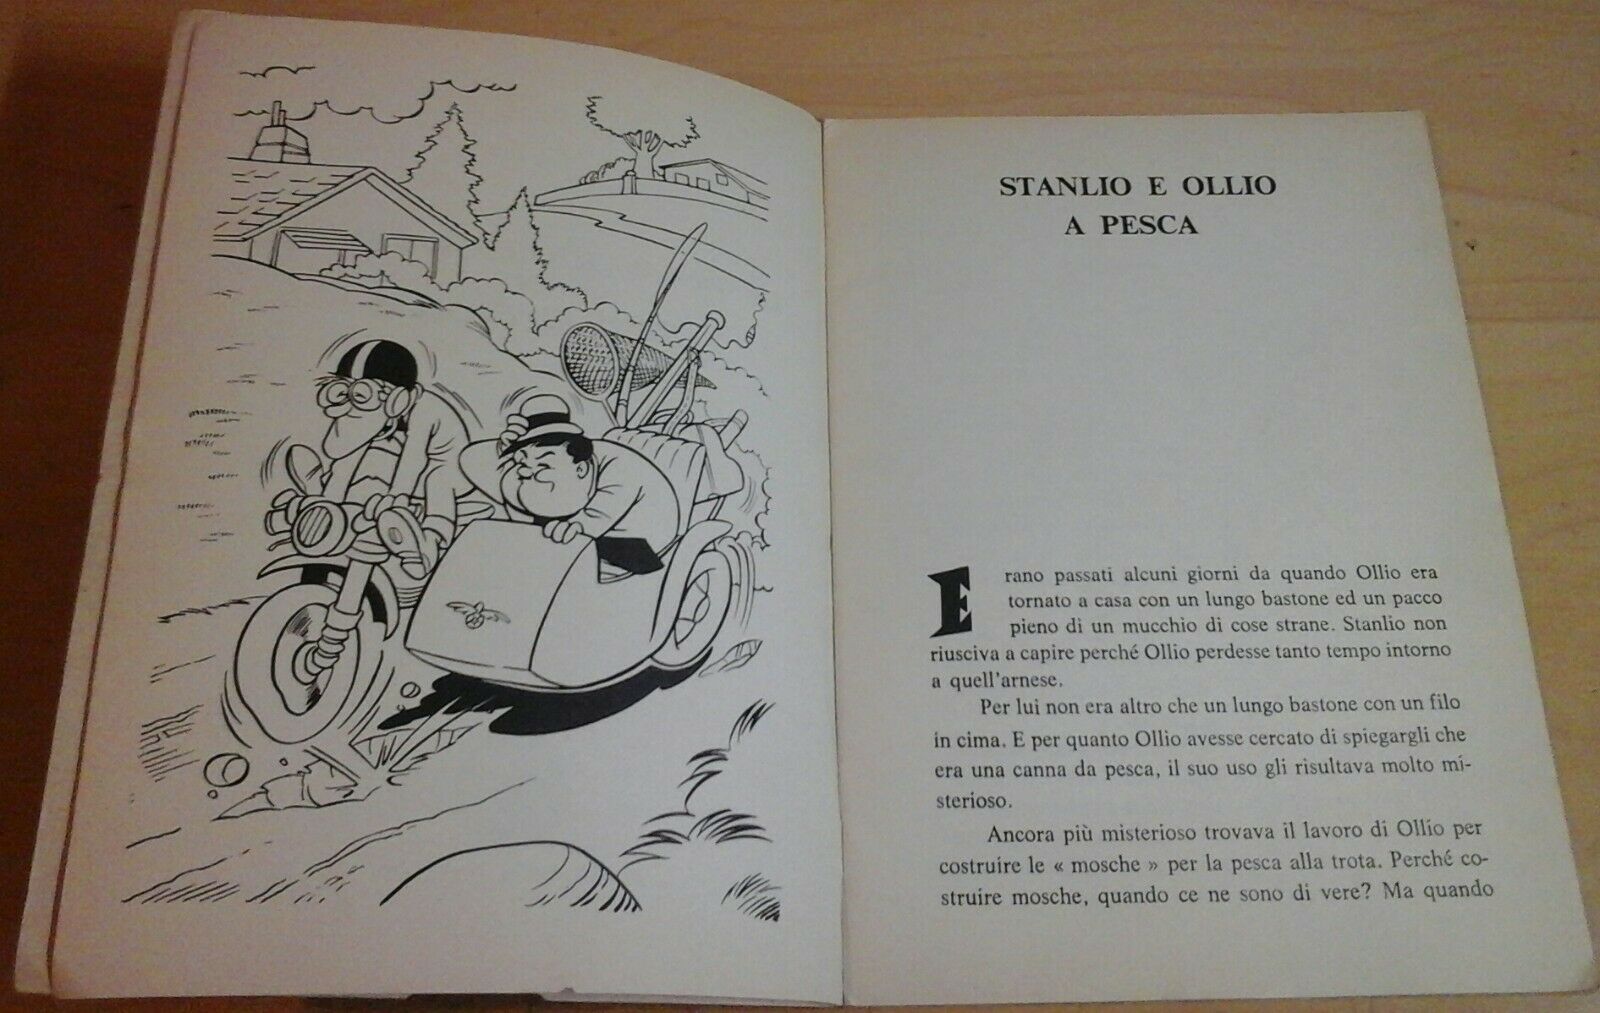 STANLIO E OLLIO
A PESCA
Erano passati alcuni giorni da quando Ollio era
tornato a casa con un lungo bastone ed un pacco
pieno di un mucchio di cose strane. Stanlio non
riusciva a capire perché Ollio perdesse tanto tempo intorno
a quell'arnese.
Per lui non era altro che un lungo bastone con un filo
in cima. E per quanto Ollio avesse cercato di spiegargli che
era una canna da pesca, il suo uso gli risultava molto mi-
sterioso.
Ancora più misterioso trovava il lavoro di Ollio per
costruire le « mosche » per la pesca alla trota. Perché co-
struire mosche, quando ce ne sono di vere? Ma quando